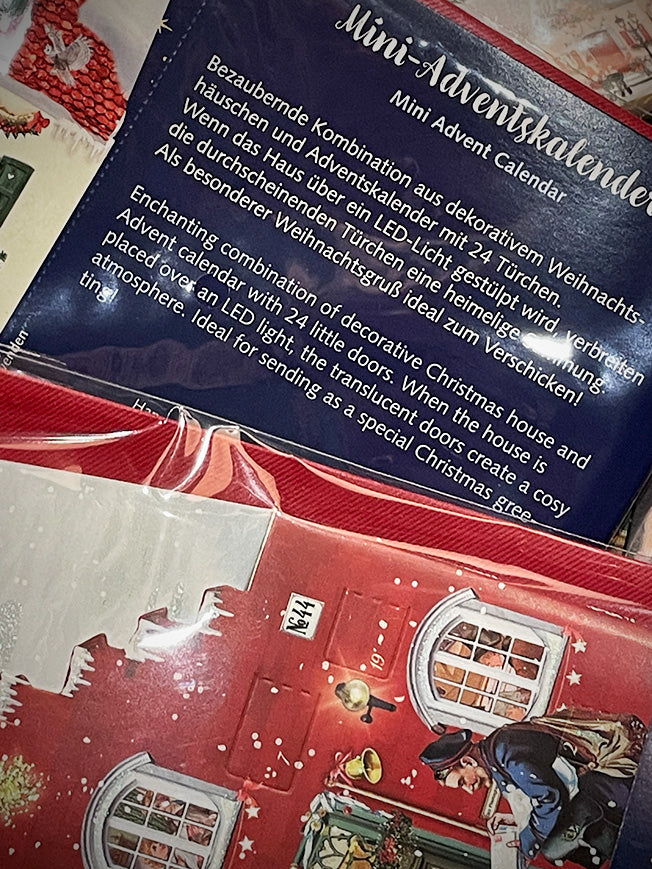 Mini-Adventskalender
Mini Advent Calendar
Bezaubernde Kombination aus dekorativem Weihnachts-
häuschen und Adventskalender mit 24 Türchen.
Wenn das Haus über ein LED-Licht gestülpt wird, verbreiten
die durchscheinenden Türchen eine heimelige
Als besonderer Weihnachtsgruß ideal zum Verschicken!
Enchanting combination of decorative Christmas house and
Advent calendar with 24 little doors. When the house is
placed over an LED light, the translucent doors create a cosy
atmosphere. Ideal for sending as a special Christmas gree
ting!
No44
19
7